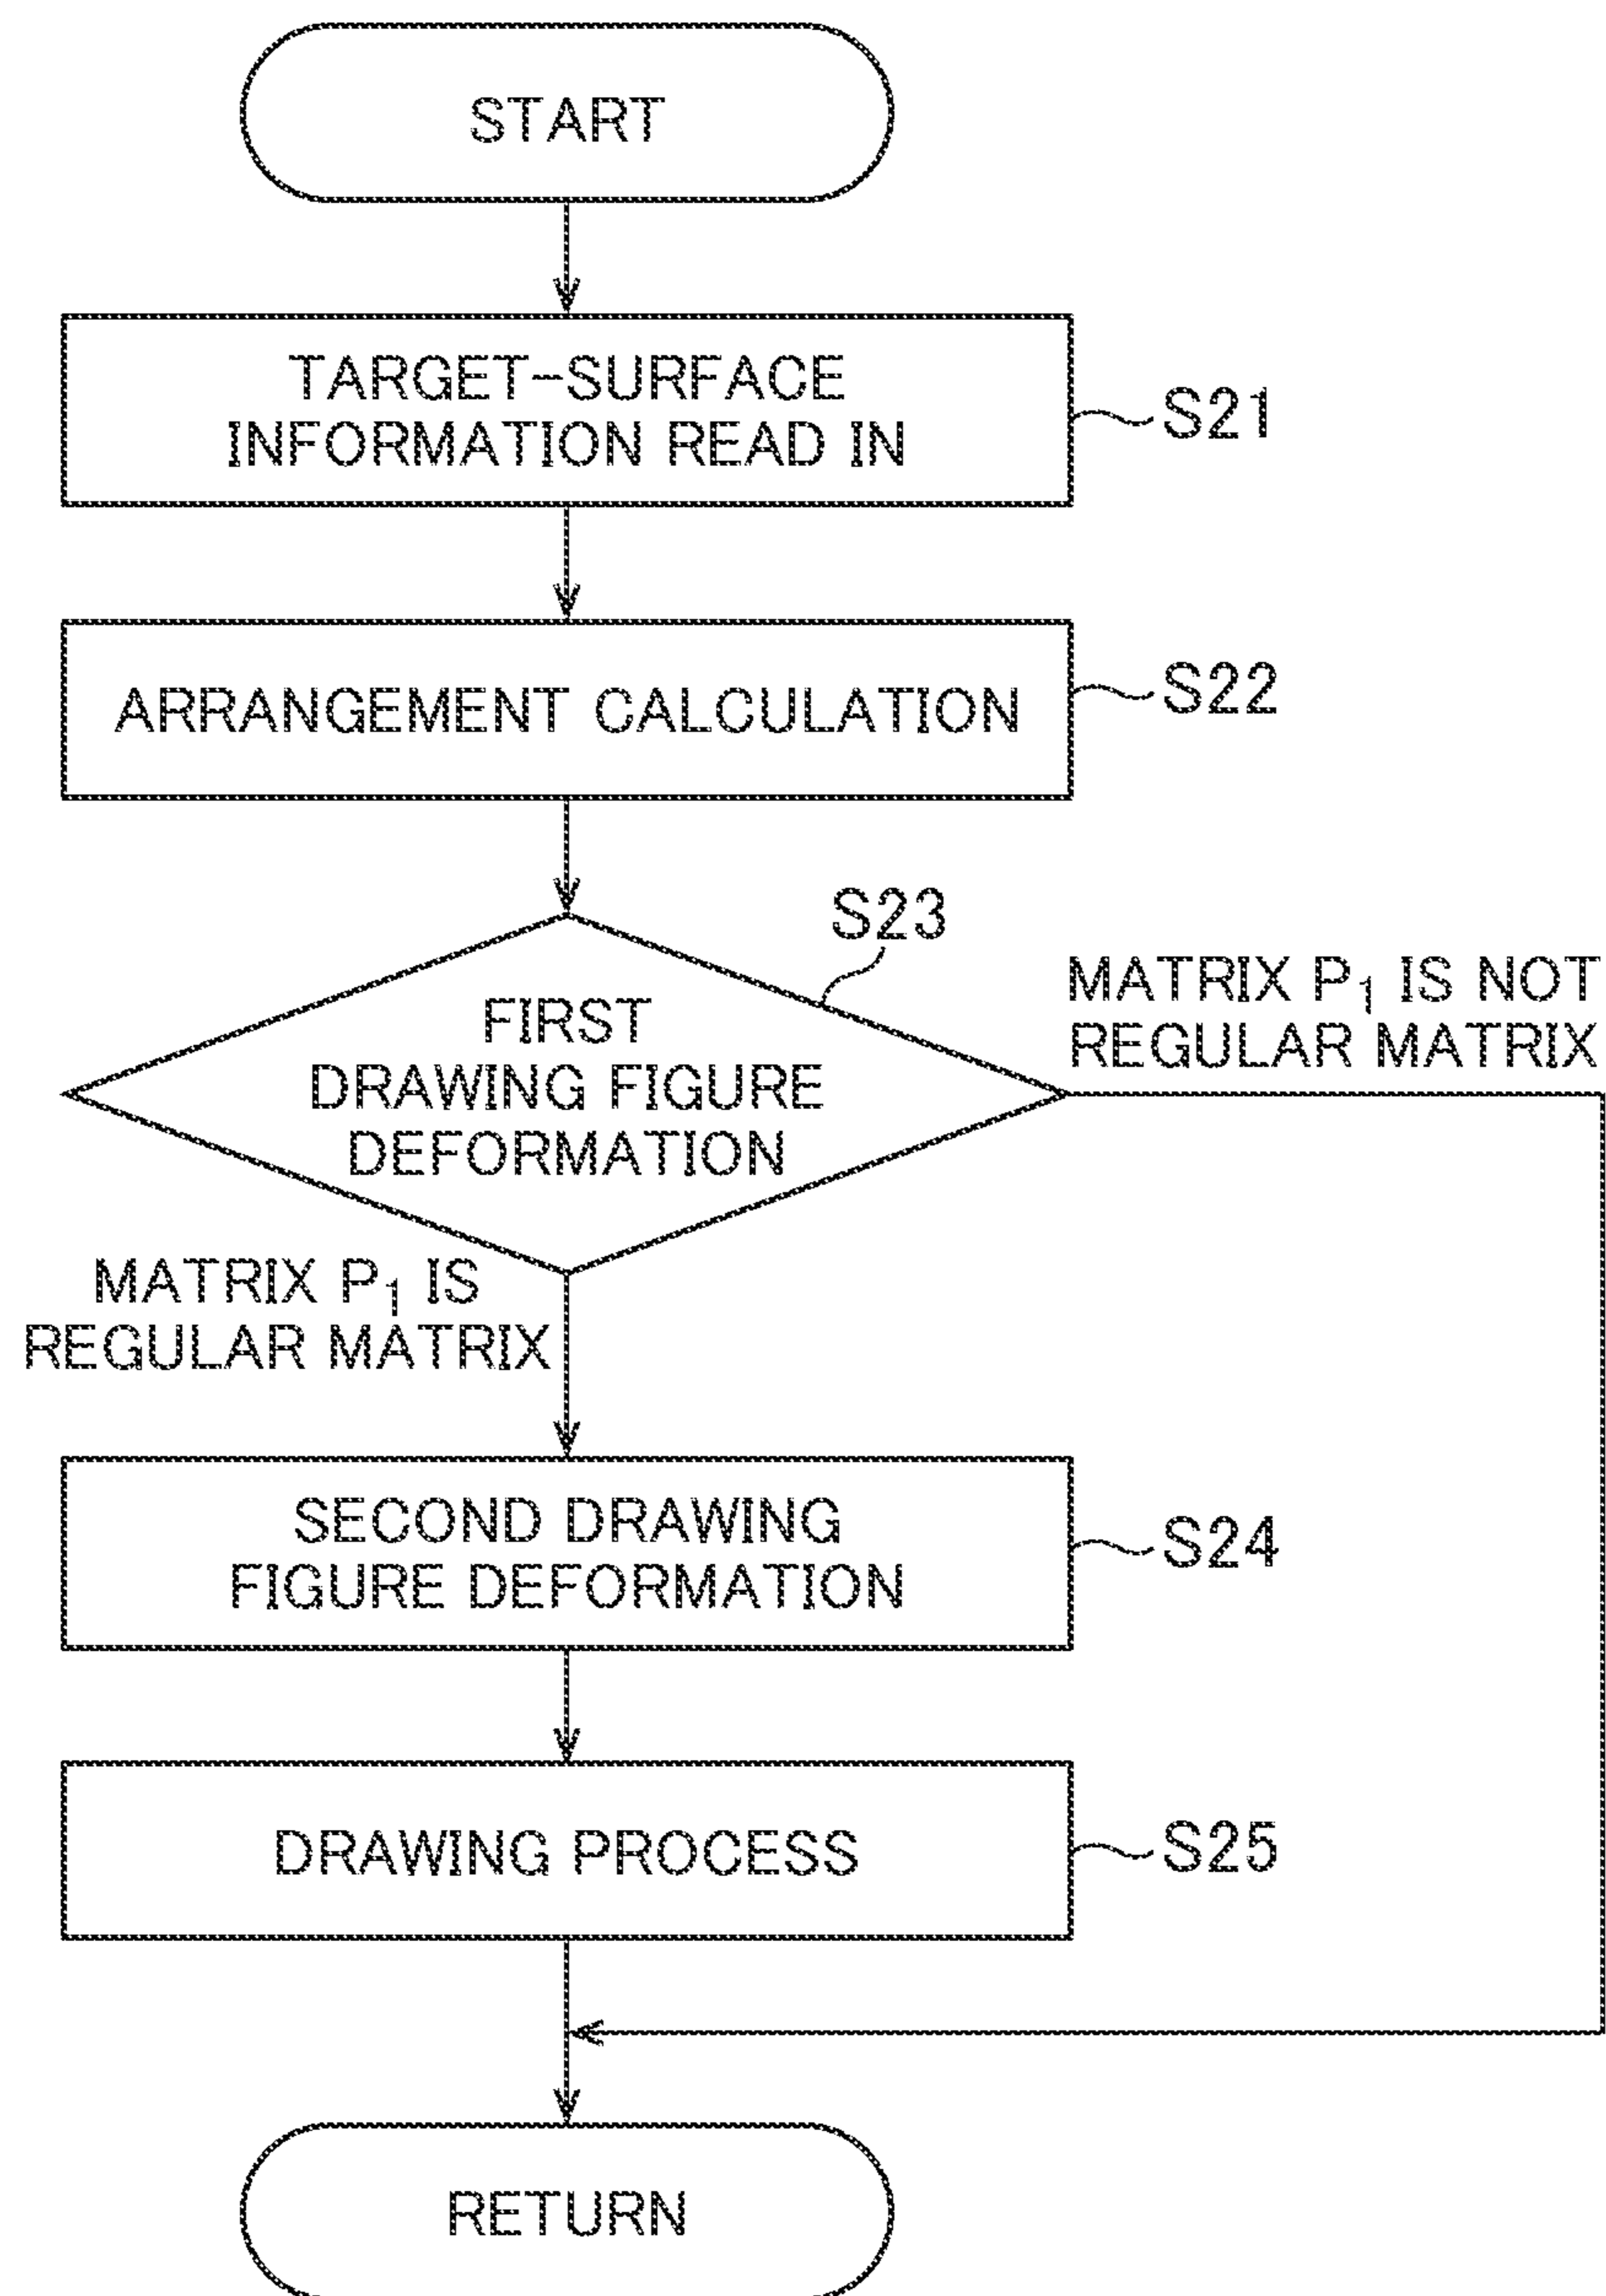 START
TARGET-SURFACE
INFORMATION READ IN
S21
ARRANGEMENT CALCULATION
S22
S23
FIRST
DRAWING FIGURE
DEFORMATION
MATRIX P₁ IS NOT
REGULAR MATRIX
MATRIX P₁ IS
REGULAR MATRIX
SECOND DRAWING
FIGURE DEFORMATION
S24
DRAWING PROCESS
S25
RETURN